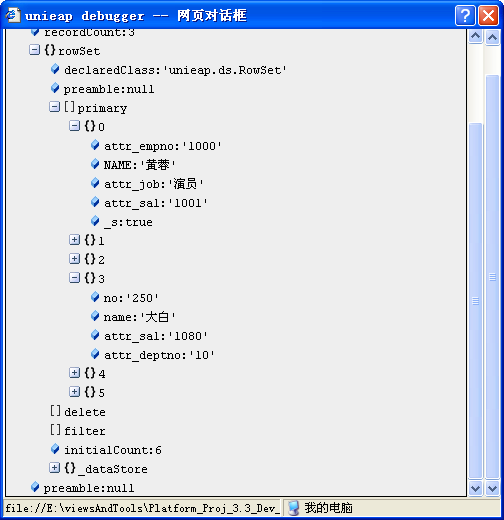 unieap debugger -- 网页对话框
recordCount:3
{}rowSet
declaredClass:'unieap.ds.RowSet'
preamble:null
[]primary
{}0
attr_empno:'1000'
NAME:'黄蓉'
attr_job:'演员'
attr_sal:'1001'
_s:true
{}1
{}2
{}3
no:'250'
name:'大白'
attr_sal:'1080'
attr_deptno:'10'
{}4
{}5
[]delete
[]filter
initialCount:6
{}_dataStore
preamble:null
file://E:\viewsAndTools\Platform_Proj_3.3_Dev_
我的电脑